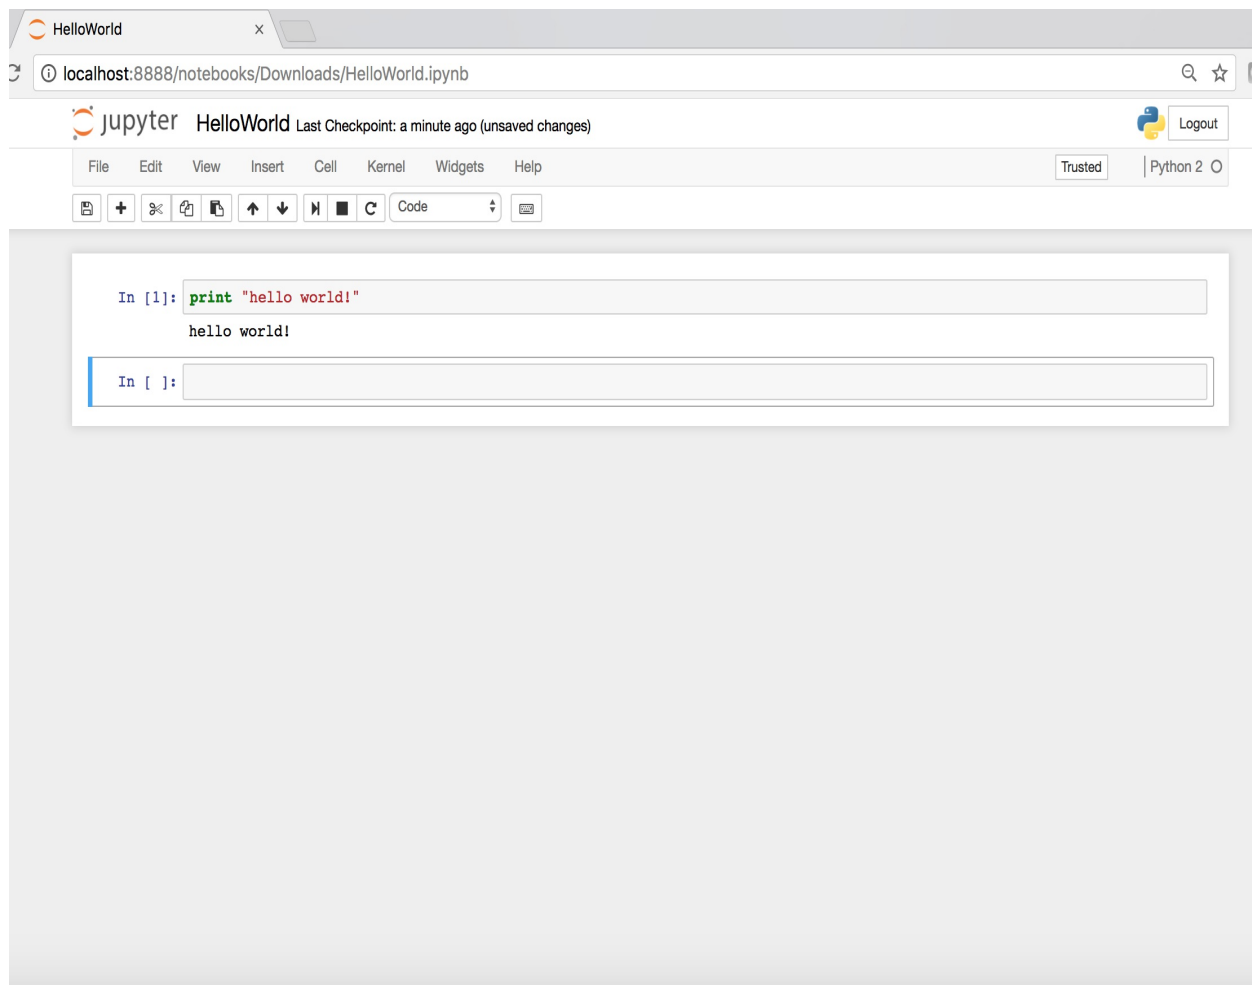 HelloWorld
localhost:8888/notebooks/Downloads/HelloWorld.ipynb
jupyter HelloWorld Last Checkpoint: a minute ago (unsaved changes) Logout
File Edit View Insert Cell Kernel Widgets Help Trusted Python 2
Code
In [1]: print "hello world!"
hello world!
In [ ]: